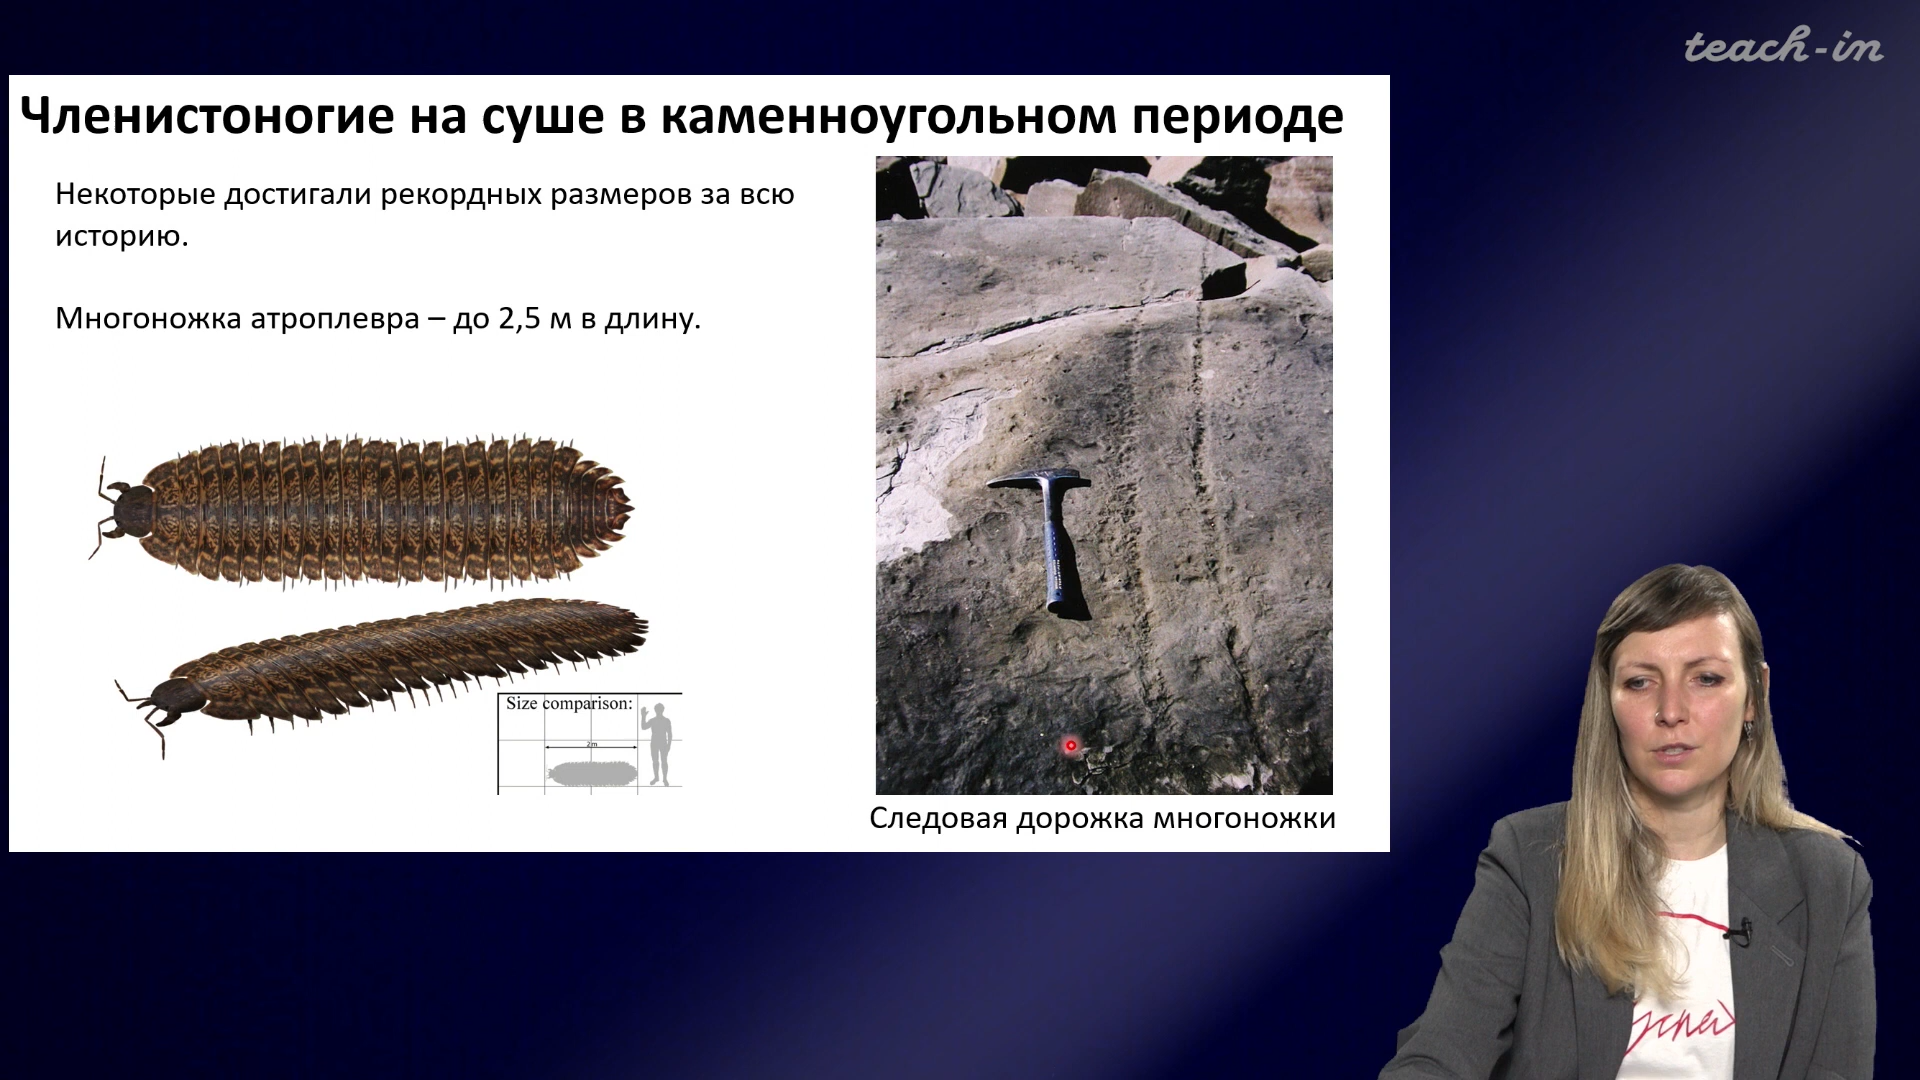 teach-in
Членистоногие на суше в каменноугольном периоде
Некоторые достигали рекордных размеров за всю
историю.
Многоножка атроплевра – до 2,5 м в длину.
Size comparison:
2m
Следовая дорожка многоножки